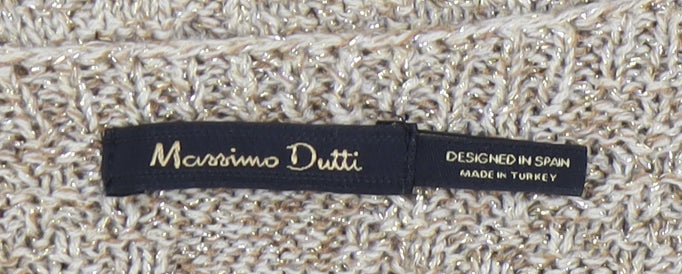 Massimo Dutti
DESIGNED IN SPAIN
MADE IN TURKEY